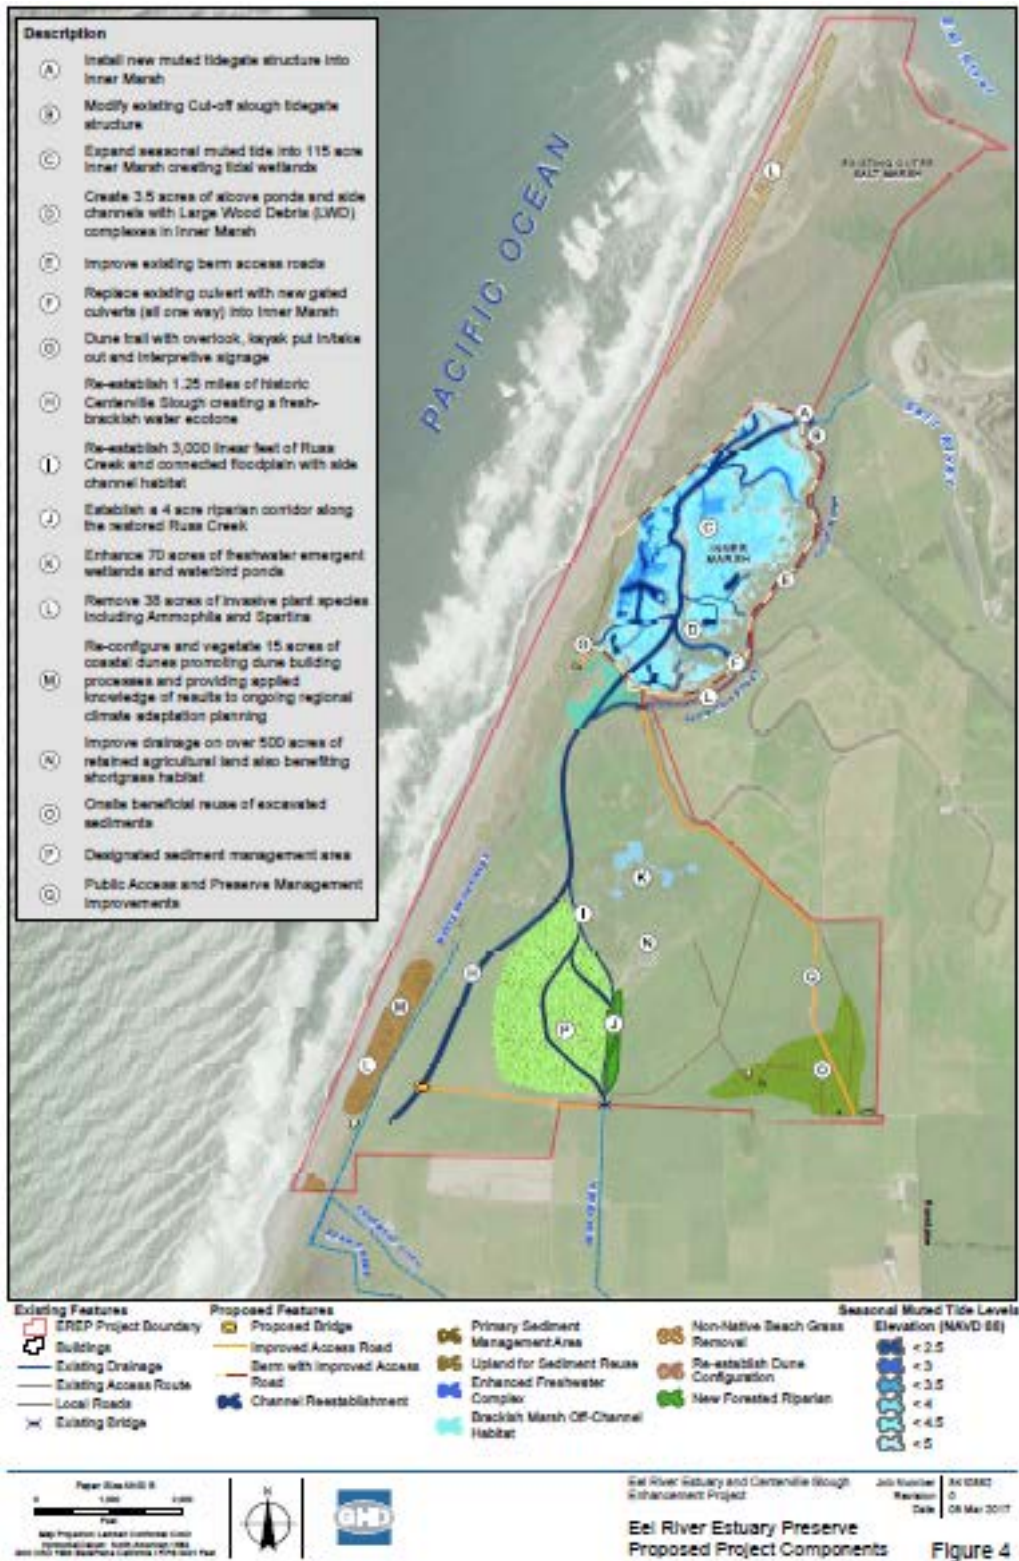 Description
A
Install new muted tidegate structure into
Inner Marsh
B
Modify existing Cut-off slough tidegate
structure
C
Expand seasonal muted tide into 115 acre
Inner Marsh creating tidal wetlands
D
Create 3.5 acres of alcove ponds and side
channels with Large Wood Debris (LWD)
complexes in Inner Marsh
E
Improve existing berm access roads
F
Replace existing culvert with new gated
culverts (all one way) into Inner Marsh
G
Dune trail with overlook, kayak put in/take
out and interpretive signage
H
Re-establish 1.25 miles of historic
Centerville Slough creating a fresh-
brackish water ecotone
I
Re-establish 3,000 linear feet of Russ
Creek and connected floodplain with side
channel habitat
J
Establish a 4 acre riparian corridor along
the restored Russ Creek
K
Enhance 70 acres of freshwater emergent
wetlands and waterbird ponds
L
Remove 38 acres of invasive plant species
including Ammophila and Spartina
M
Re-configure and vegetate 15 acres of
coastal dunes promoting dune building
processes and providing applied
knowledge of results to ongoing regional
climate adaptation planning
N
Improve drainage on over 500 acres of
retained agricultural land also benefiting
shortgrass habitat
O
Onsite beneficial reuse of excavated
sediments
P
Designated sediment management area
Q
Public Access and Preserve Management
Improvements
Eel River
PACIFIC OCEAN
EXISTING OUTER
SALT MARSH
L
SALT RIVER
A
B
C
INNER
MARSH
E
D
G
F
L
K
I
N
H
Q
M
P
J
L
O
Existing Features
EREP Project Boundary
Buildings
Existing Drainage
Existing Access Route
Local Roads
Existing Bridge
Proposed Features
Proposed Bridge
Improved Access Road
Berm with Improved Access
Road
Channel Reestablishment
Primary Sediment
Management Area
Upland for Sediment Reuse
Enhanced Freshwater
Complex
Brackish Marsh Off-Channel
Habitat
Non-Native Beach Grass
Removal
Re-establish Dune
Configuration
New Forested Riparian
Seasonal Muted Tide Levels
Elevation (NAVD 88)
< 2.5
< 3
< 3.5
< 4
< 4.5
< 5
Feet
N
GHD
Eel River Estuary and Centerville Slough
Enhancement Project
Job Number
Revision 0
Date 08 Mar 2017
Eel River Estuary Preserve
Proposed Project Components
Figure 4